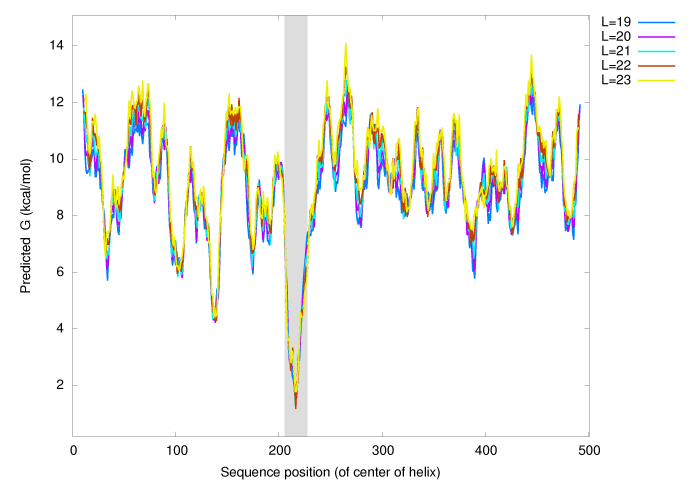 L=19
L=20
L=21
L=22
L=23
14
12
10
8
6
4
2
Predicted G (kcal/mol)
0 100 200 300 400 500
Sequence position (of center of helix)